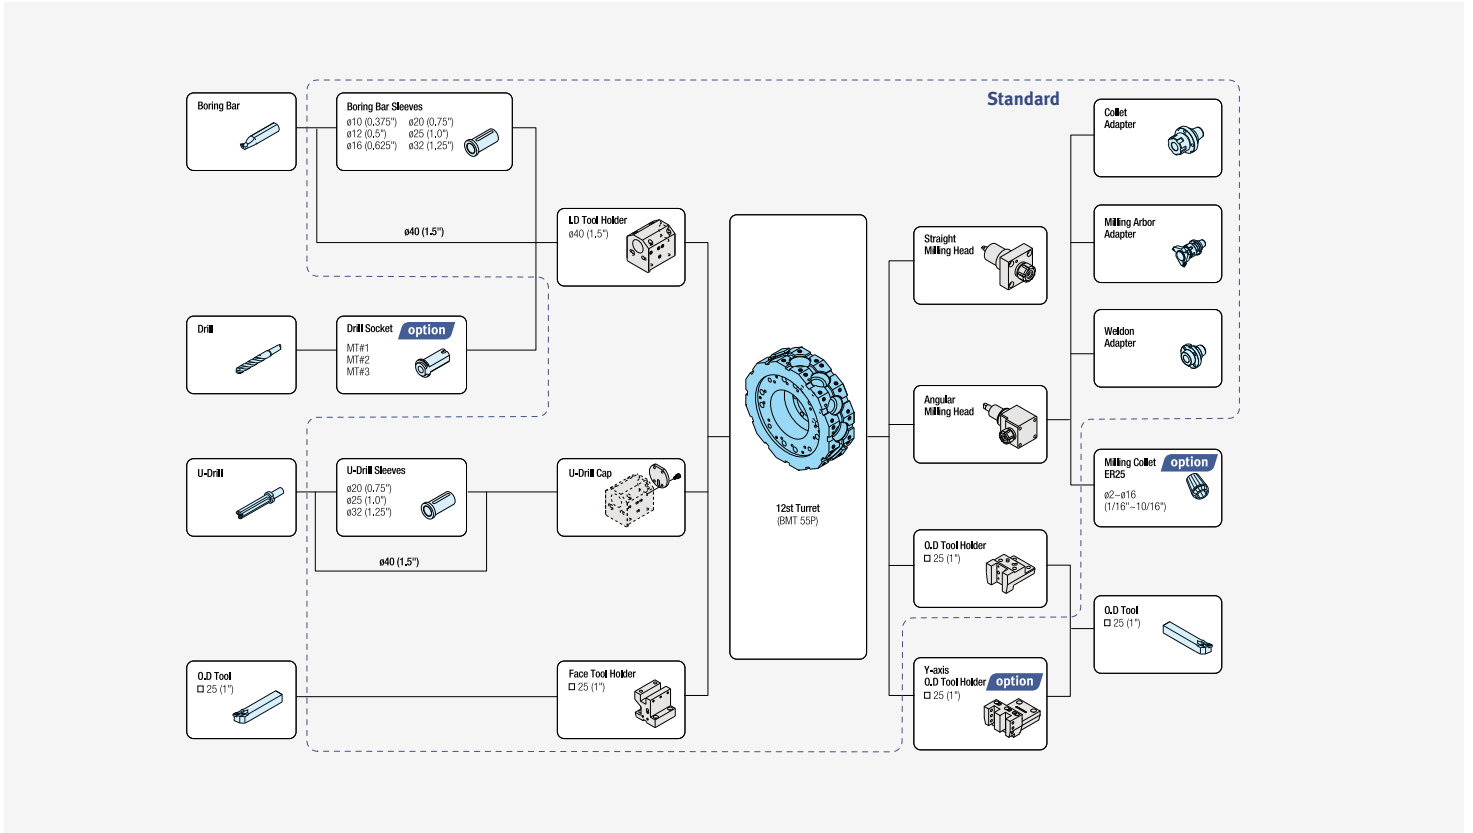 Standard
Boring Bar
Boring Bar Sleeves
ø10 (0.375") ø20 (0.75")
ø12 (0.5") ø25 (1.0")
ø16 (0.625") ø32 (1.25")
ø40 (1.5")
I.D Tool Holder
ø40 (1.5")
Drill
Drill Socket
option
MT#1
MT#2
MT#3
U-Drill
U-Drill Sleeves
ø20 (0.75")
ø25 (1.0")
ø32 (1.25")
ø40 (1.5")
U-Drill Cap
O.D Tool
□ 25 (1")
Face Tool Holder
□ 25 (1")
12st Turret
(BMT 55P)
Straight
Milling Head
Angular
Milling Head
O.D Tool Holder
□ 25 (1")
Y-axis
O.D Tool Holder
option
□ 25 (1")
Collet
Adapter
Milling Arbor
Adapter
Weldon
Adapter
Milling Collet
ER25
option
ø2~ø16
(1/16"~10/16")
O.D Tool
□ 25 (1")